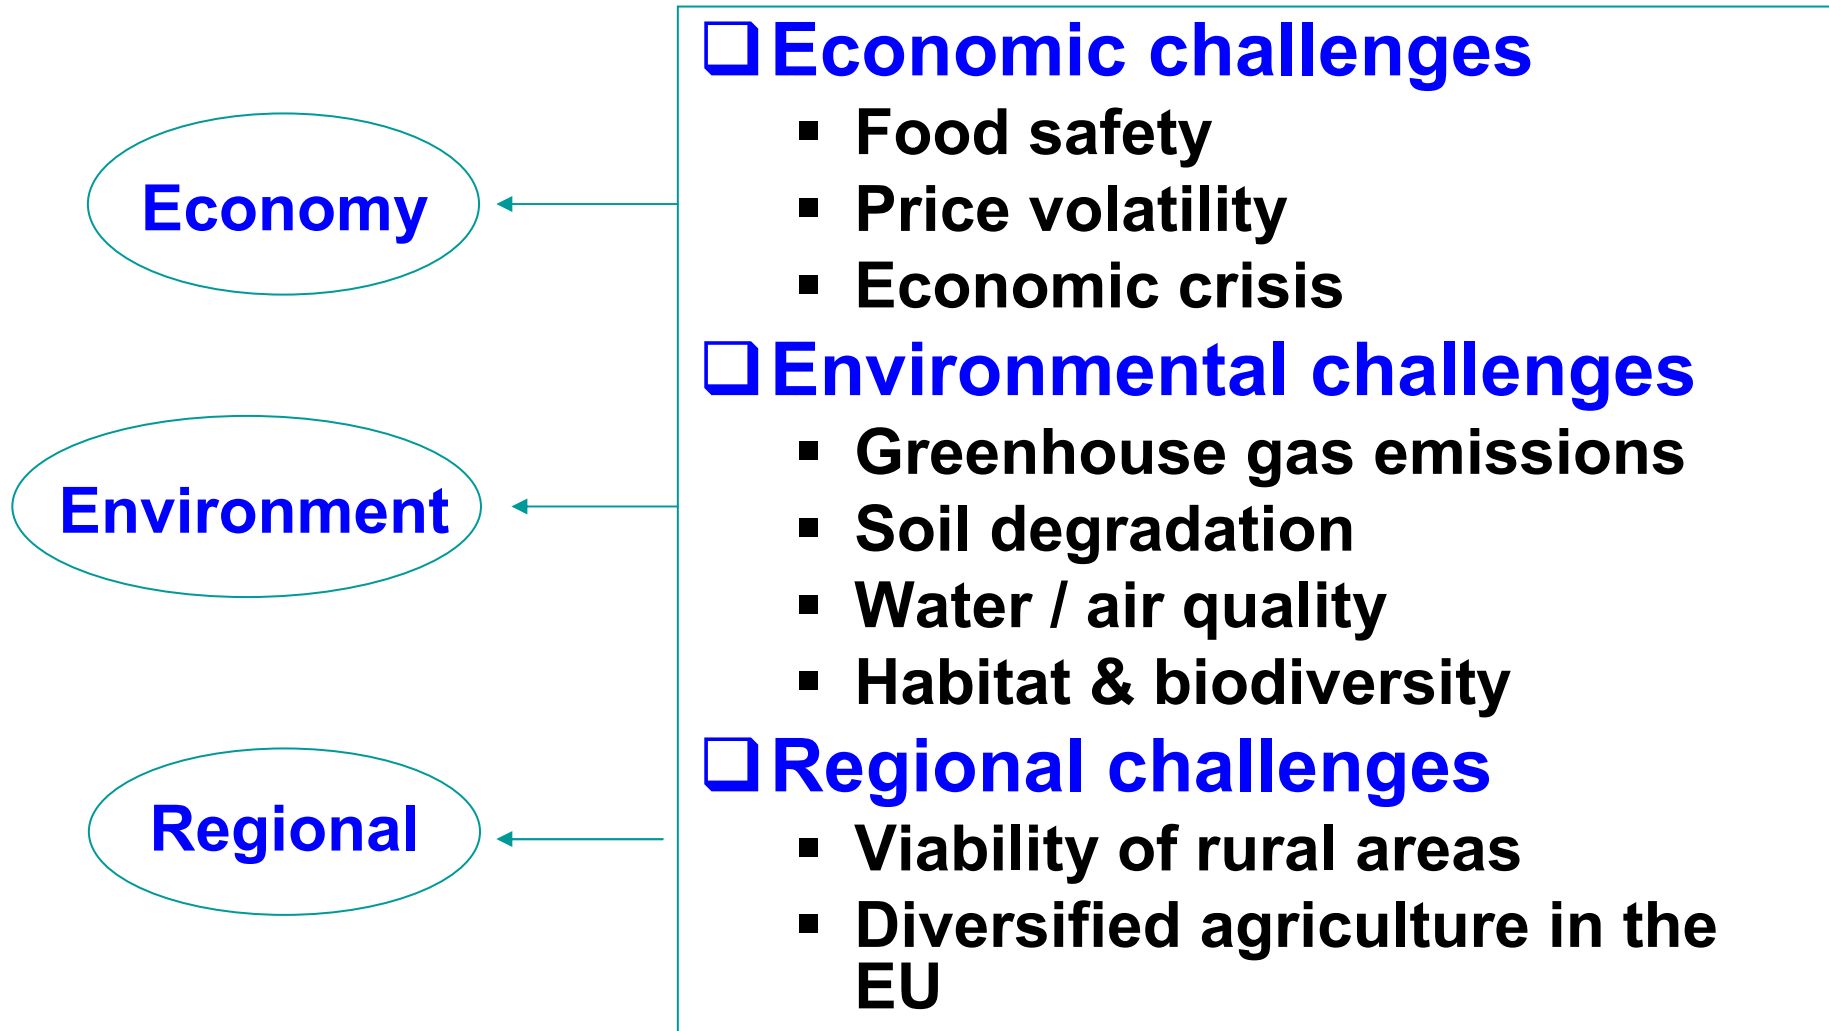 Economy
Environment
Regional
❑ Economic challenges
▪ Food safety
▪ Price volatility
▪ Economic crisis
❑ Environmental challenges
▪ Greenhouse gas emissions
▪ Soil degradation
▪ Water / air quality
▪ Habitat & biodiversity
❑ Regional challenges
▪ Viability of rural areas
▪ Diversified agriculture in the
EU